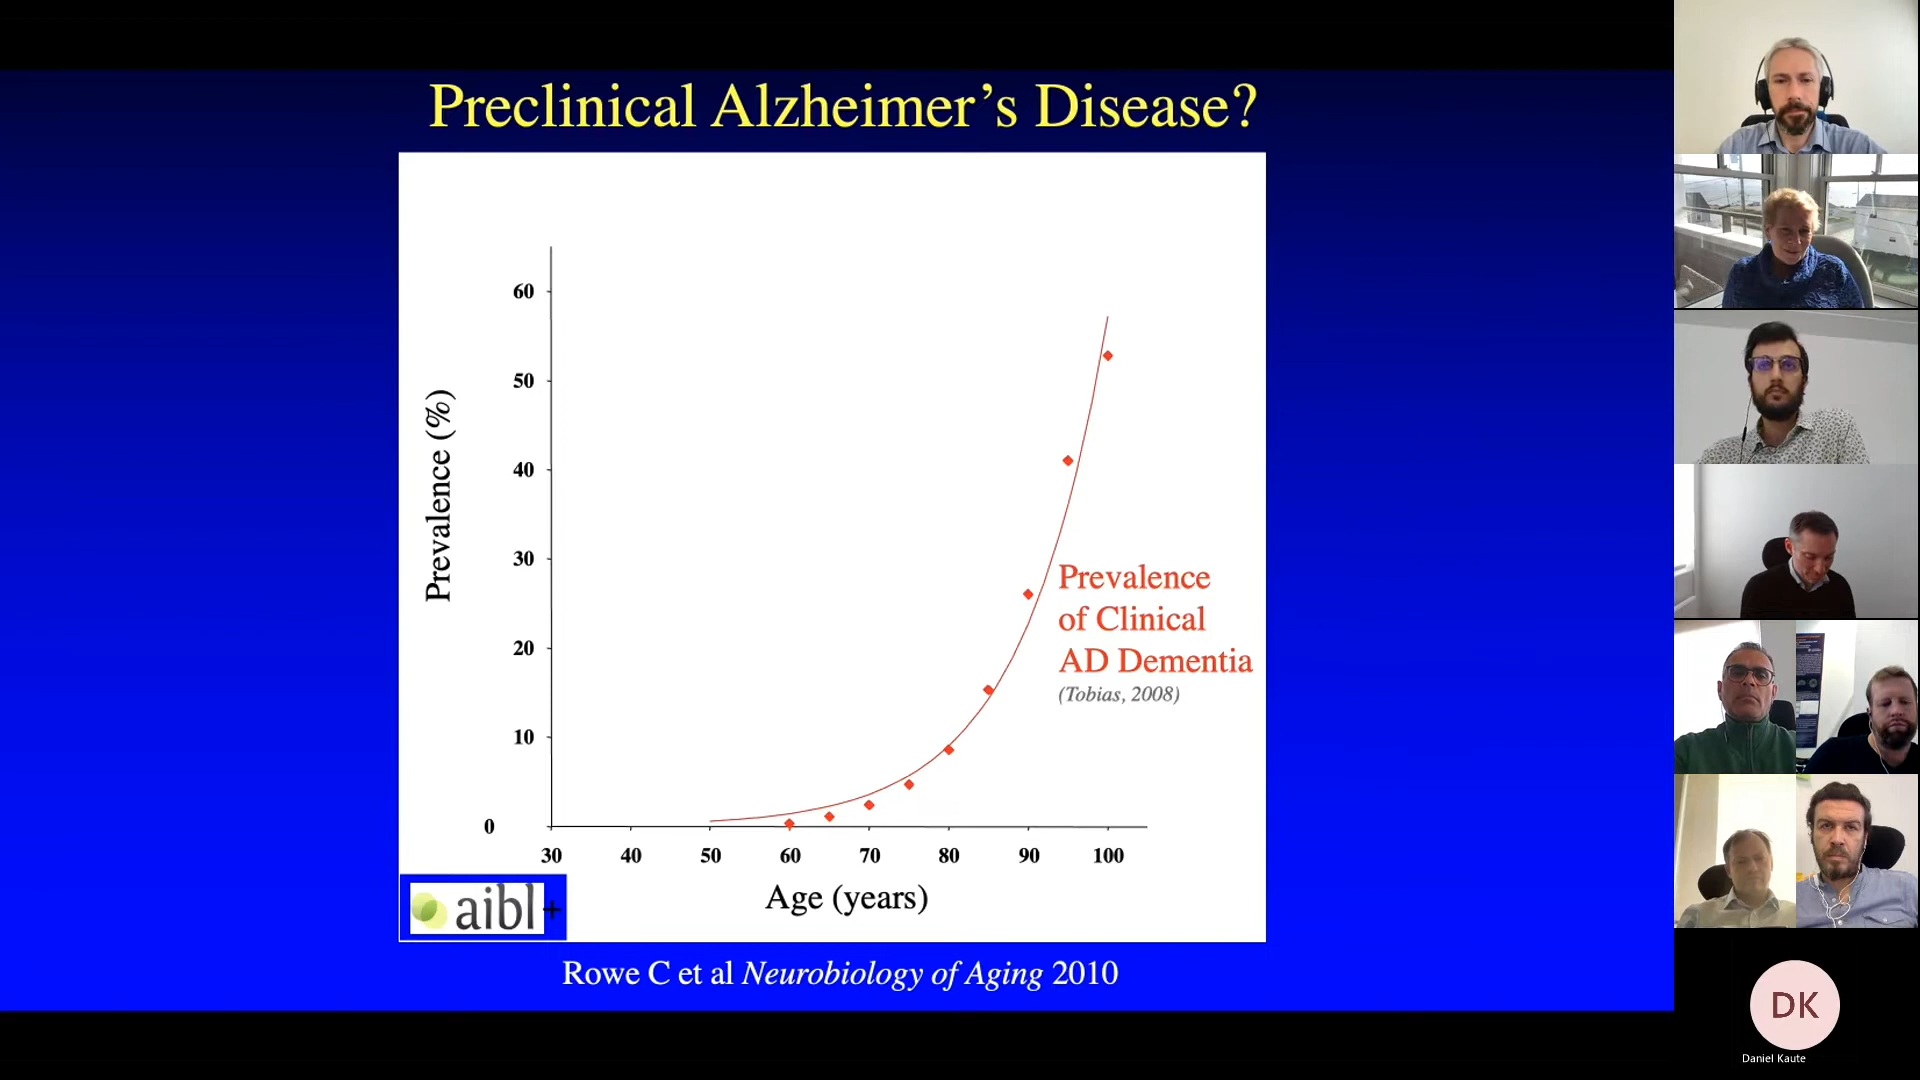 Preclinical Alzheimer’s Disease?
Prevalence (%)
60
50
40
30
20
10
0
30 40 50 60 70 80 90 100
Age (years)
Prevalence
of Clinical
AD Dementia
(Tobias, 2008)
aibl+
Rowe C et al Neurobiology of Aging 2010
DK
Daniel Kaute